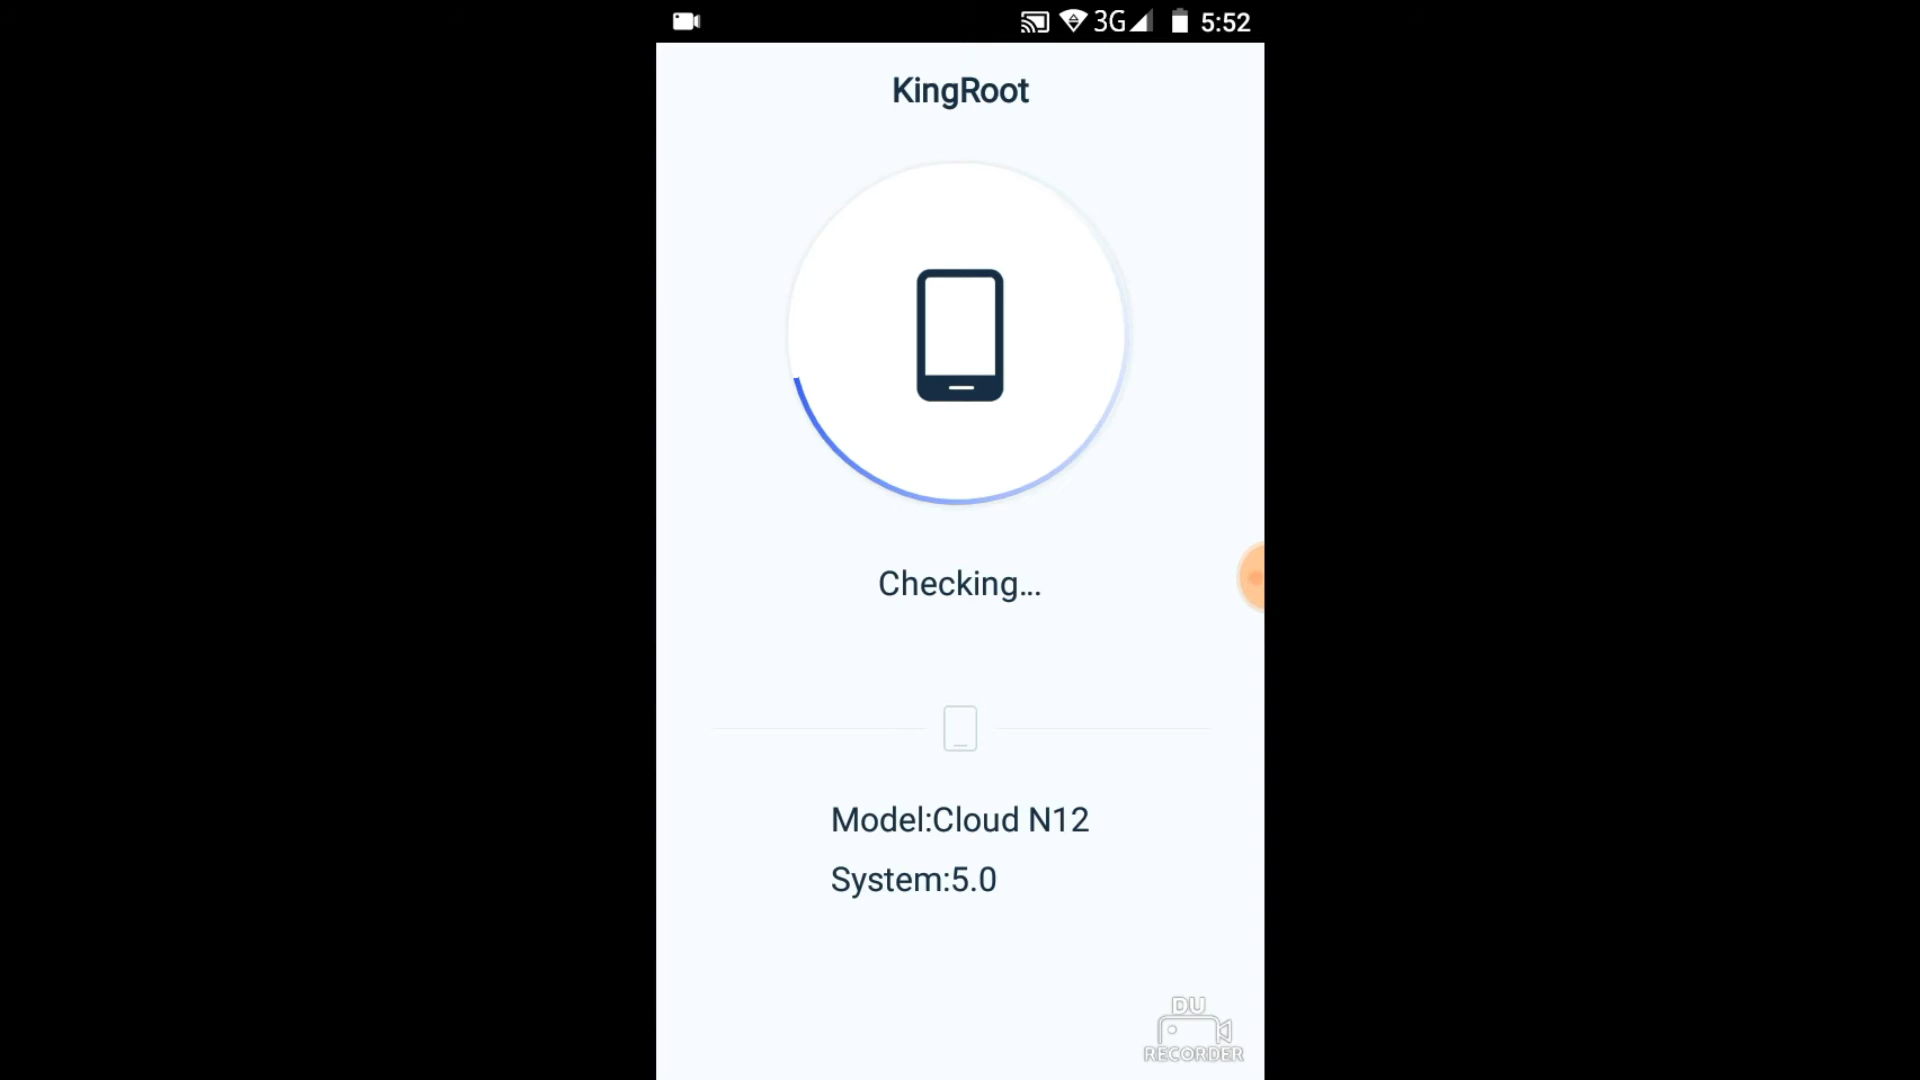 3G 5:52
KingRoot
Checking...
Model:Cloud N12
System:5.0
DU
RECORDER